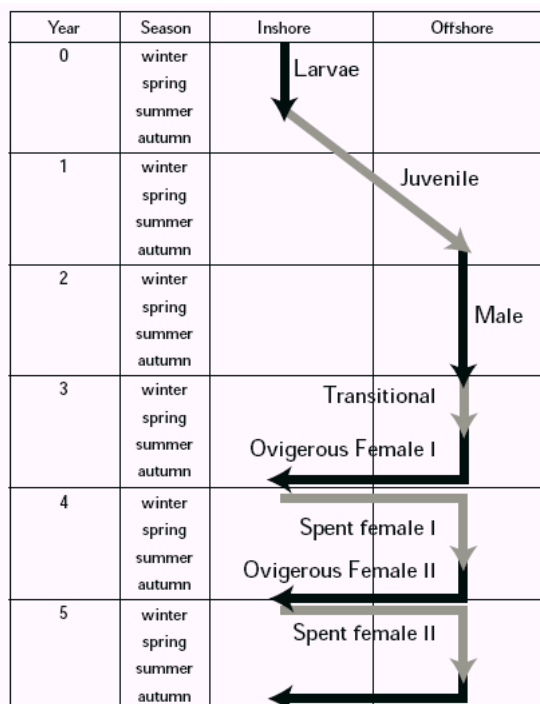 Year Season Inshore Offshore
0 winter Larvae
spring
summer
autumn
1 winter Juvenile
spring
summer
autumn
2 winter
spring Male
summer
autumn
3 winter Transitional
spring
summer Ovigerous Female I
autumn
4 winter
spring Spent female I
summer
autumn Ovigerous Female II
5 winter
spring Spent female II
summer
autumn